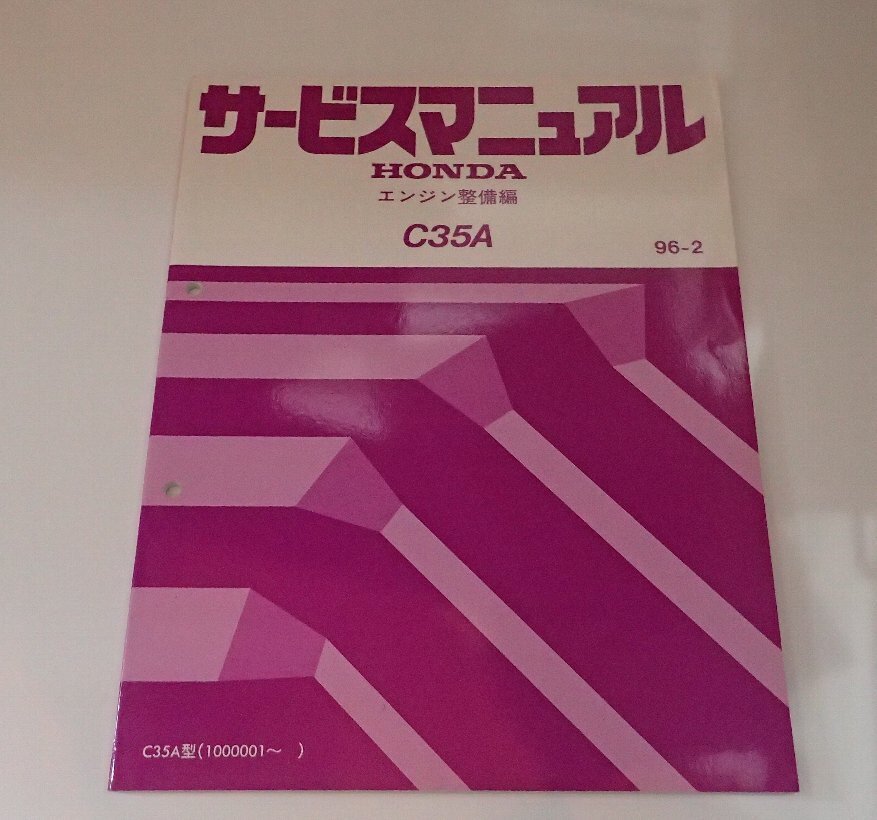 サービスマニュアル
HONDA
エンジン整備編
C35A
96-2
C35A型(1000001～ )